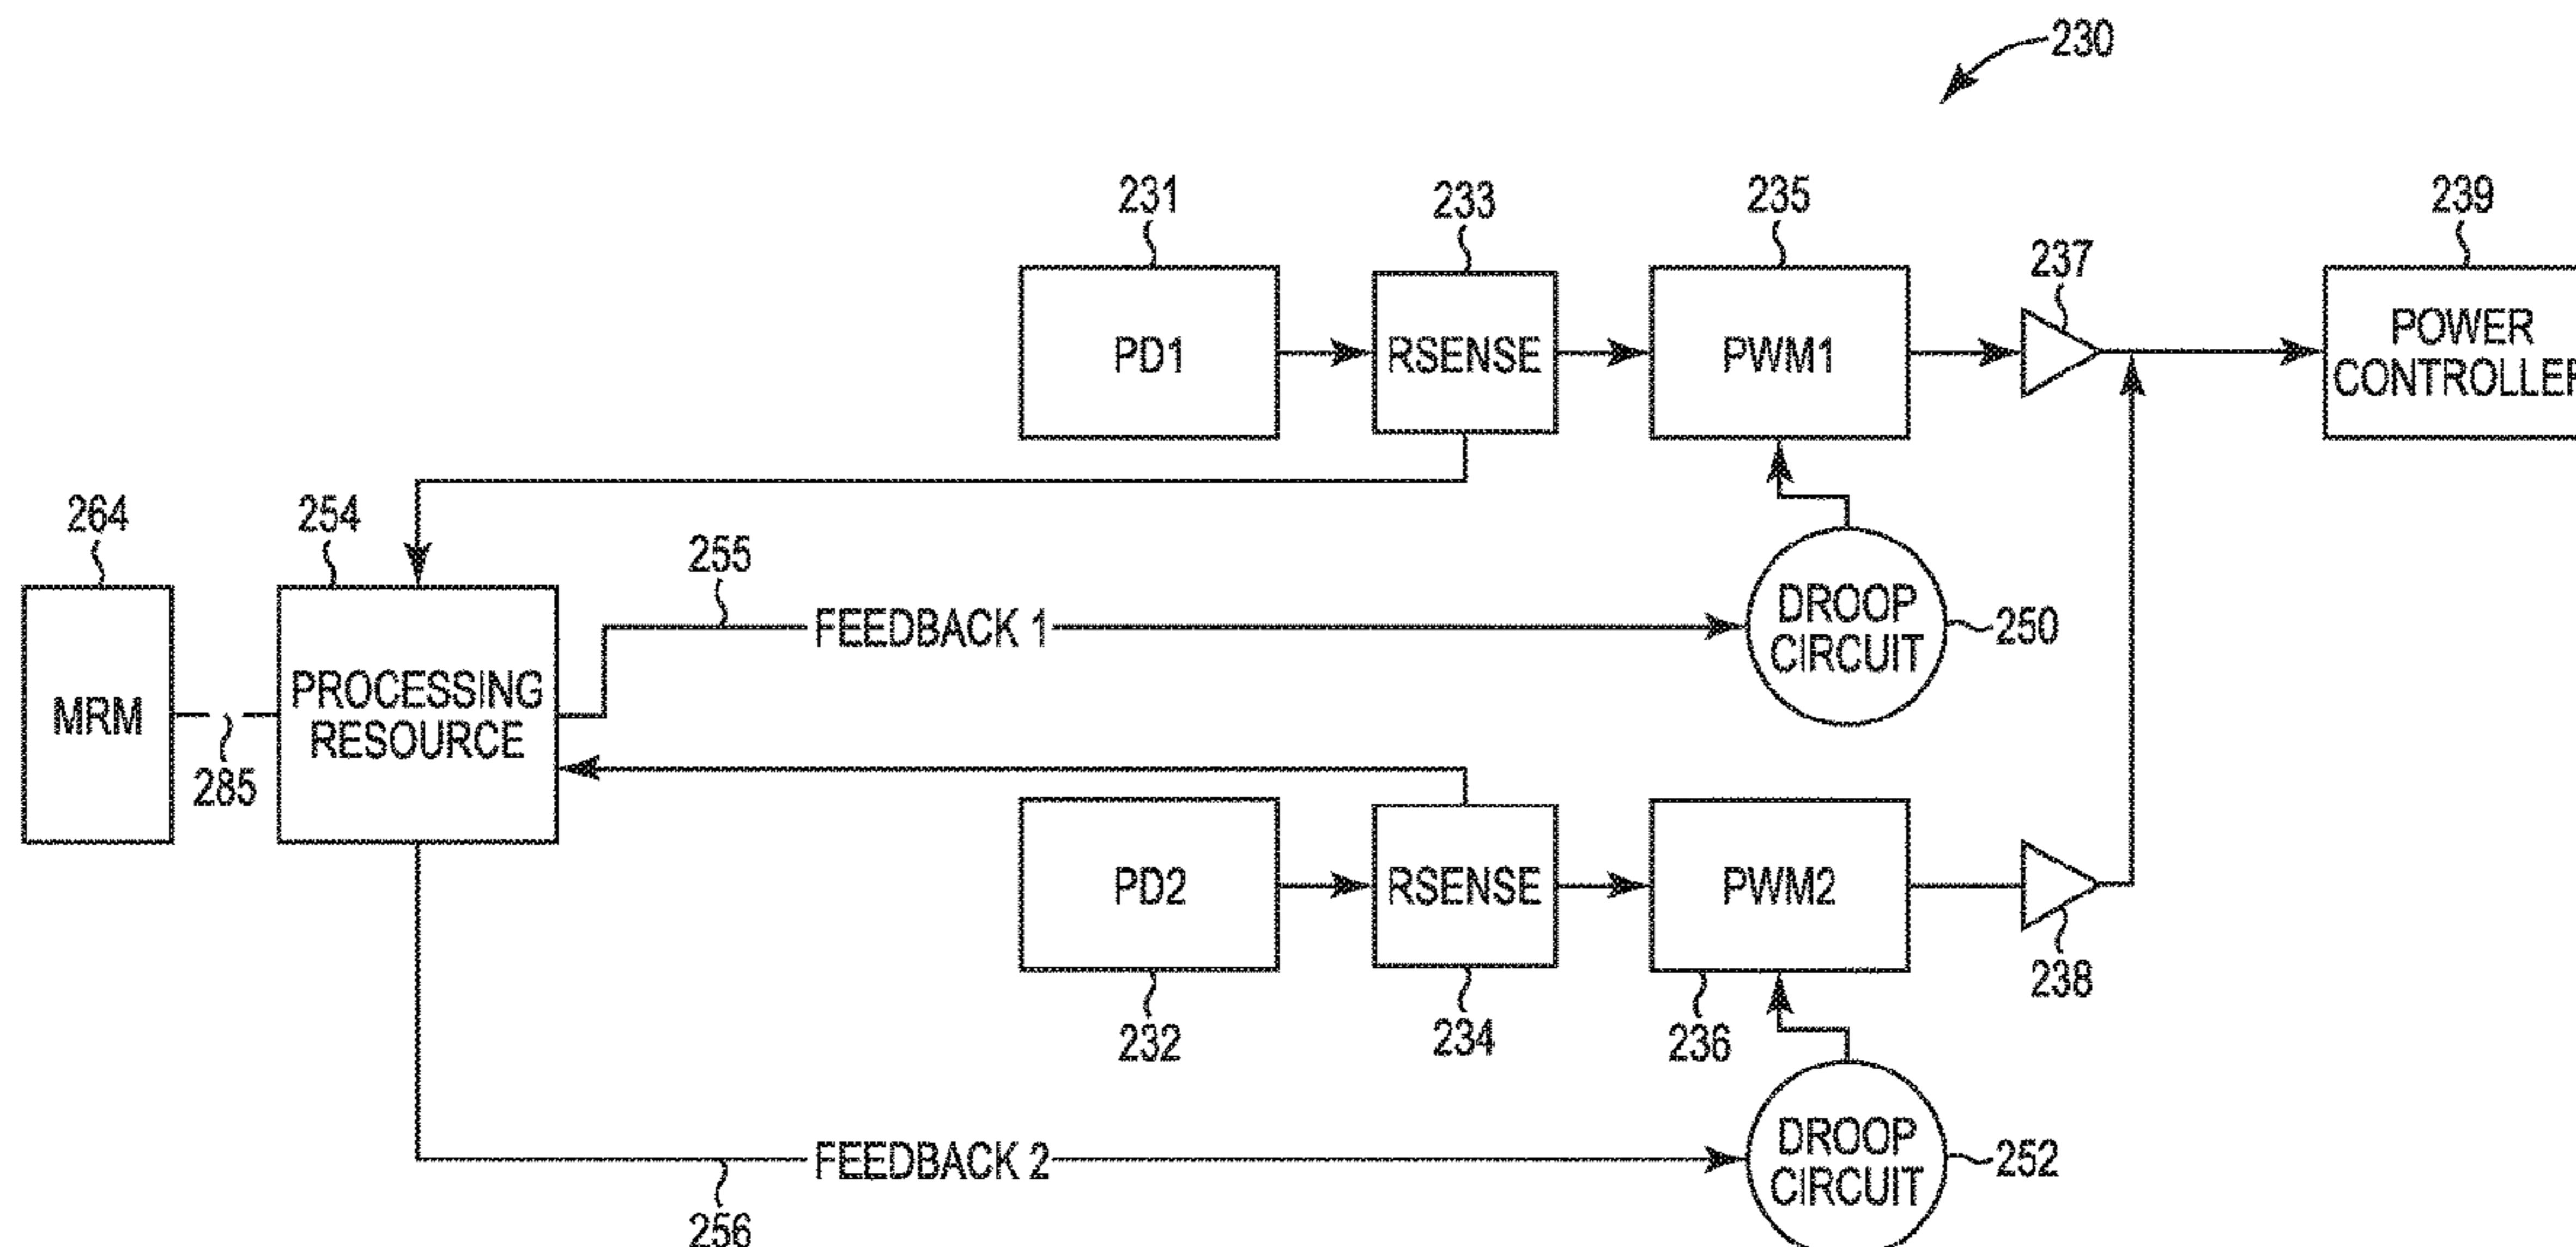 230
231
233
235
237
239
PD1
RSENSE
PWM1
POWER
CONTROLLER
264
254
255
MRM
PROCESSING
RESOURCE
285
FEEDBACK 1
DROOP
CIRCUIT
250
PD2
RSENSE
PWM2
232
234
236
238
FEEDBACK 2
256
DROOP
CIRCUIT
252